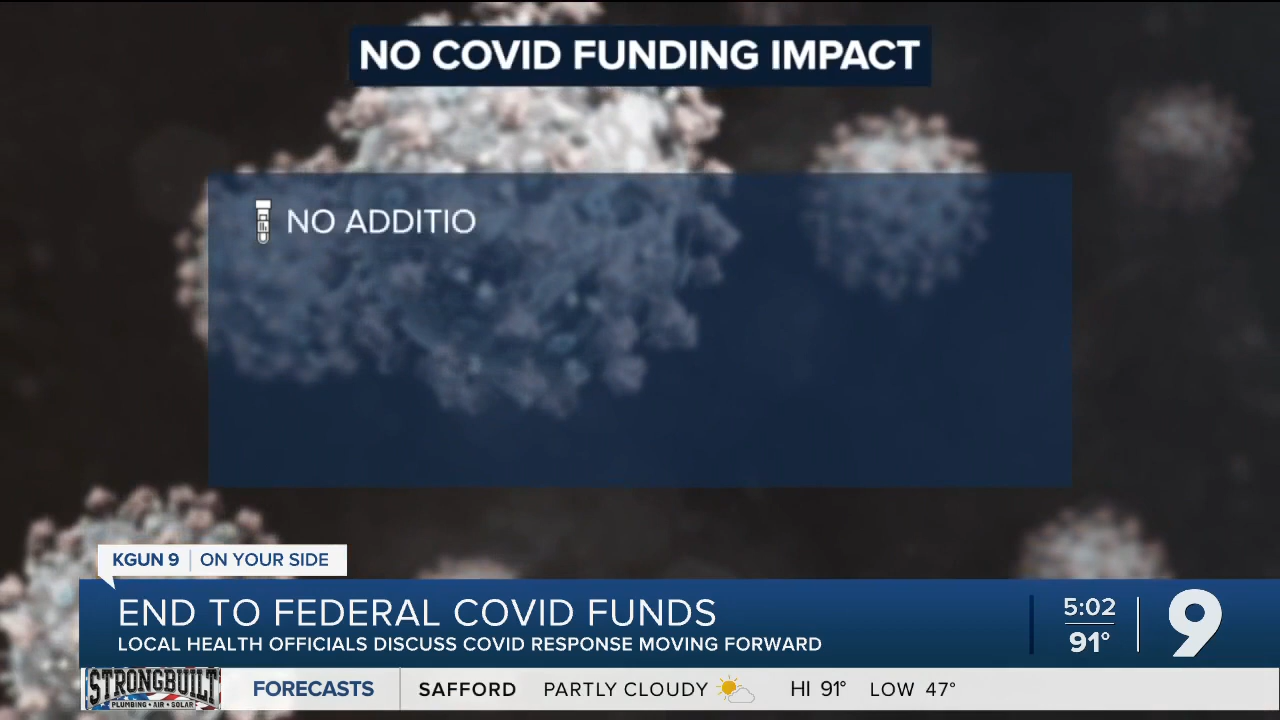 NO COVID FUNDING IMPACT
NO ADDITIO
KGUN 9 | ON YOUR SIDE
END TO FEDERAL COVID FUNDS
LOCAL HEALTH OFFICIALS DISCUSS COVID RESPONSE MOVING FORWARD
5:02
91°
9
STRONGBUILT
PLUMBING • AIR • SOLAR
FORECASTS
SAFFORD PARTLY CLOUDY HI 91° LOW 47°